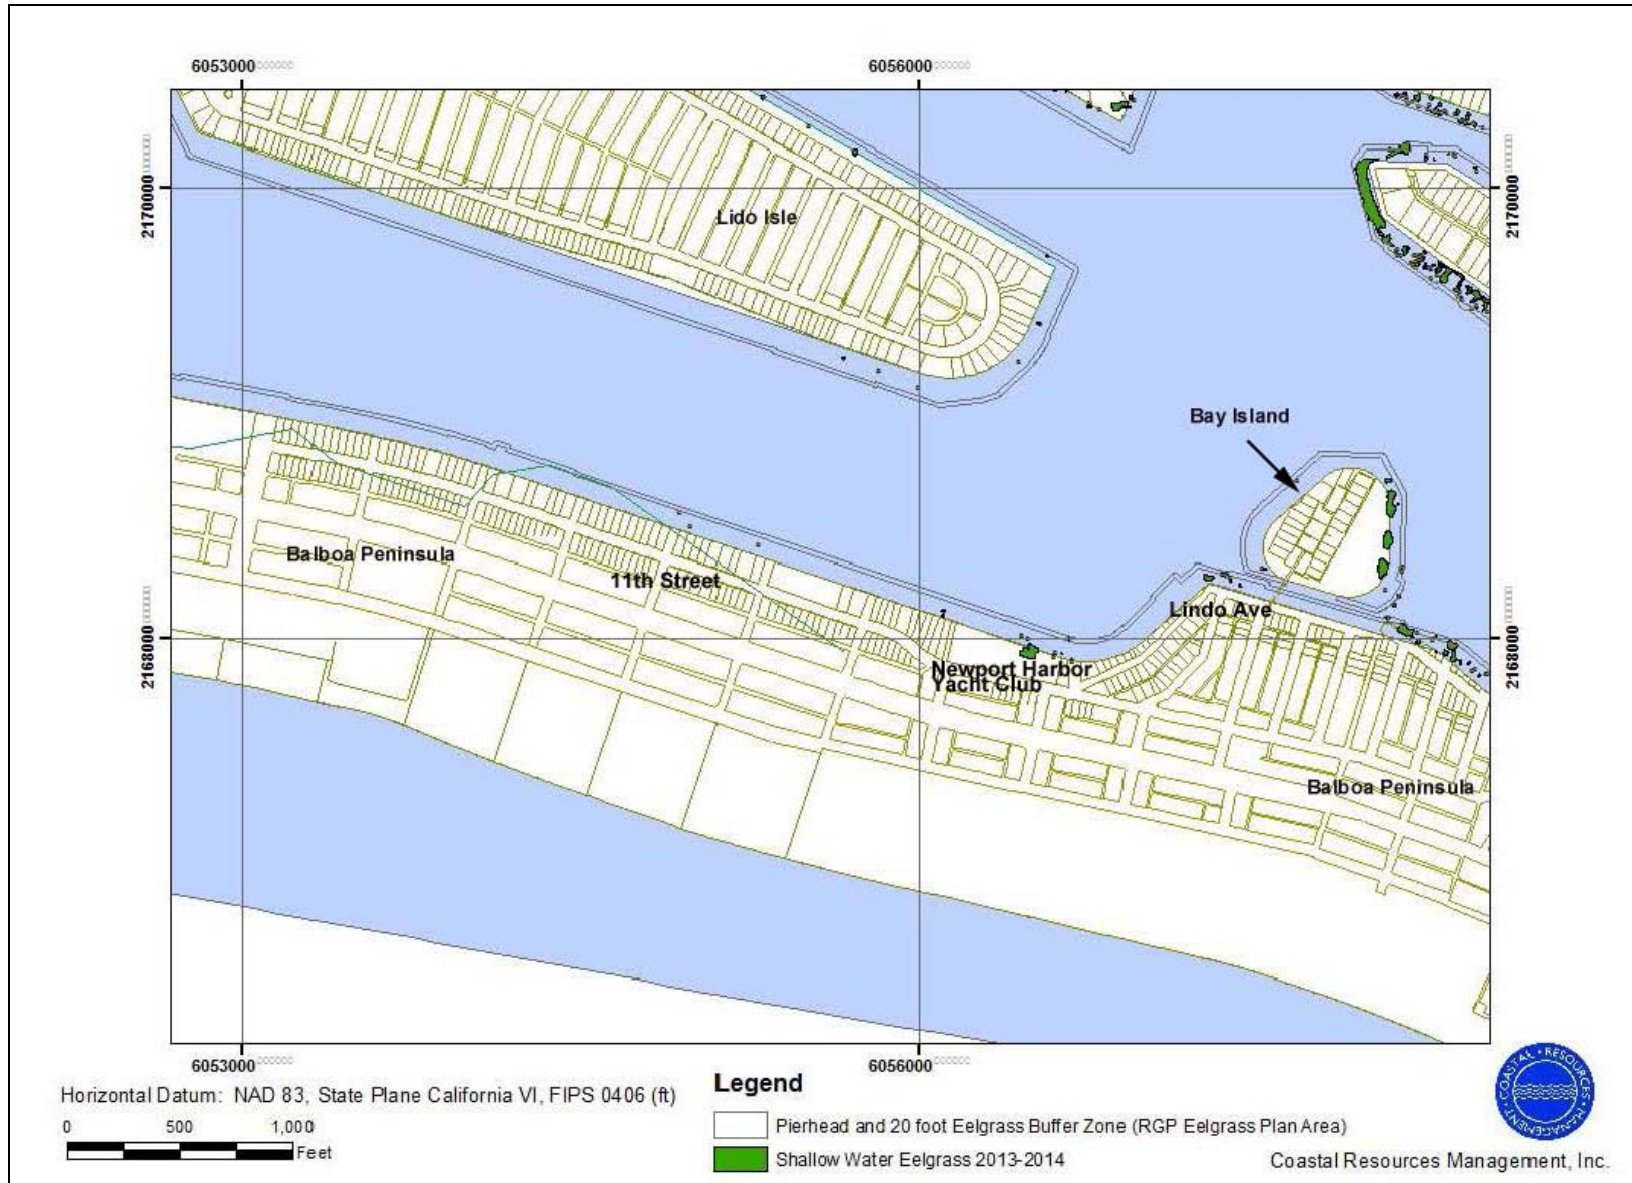 6053000
6056000
2170000
2170000
Lido Isle
Bay Island
Balboa Peninsula
11th Street
Lindo Ave
2168000
2168000
Newport Harbor
Yacht Club
Balboa Peninsula
6053000
6056000
Horizontal Datum: NAD 83, State Plane California VI, FIPS 0406 (ft)
0 500 1,000
Feet
Legend
Pierhead and 20 foot Eelgrass Buffer Zone (RGP Eelgrass Plan Area)
Shallow Water Eelgrass 2013-2014
COASTAL • RESOURCES • MANAGEMENT •
Coastal Resources Management, Inc.